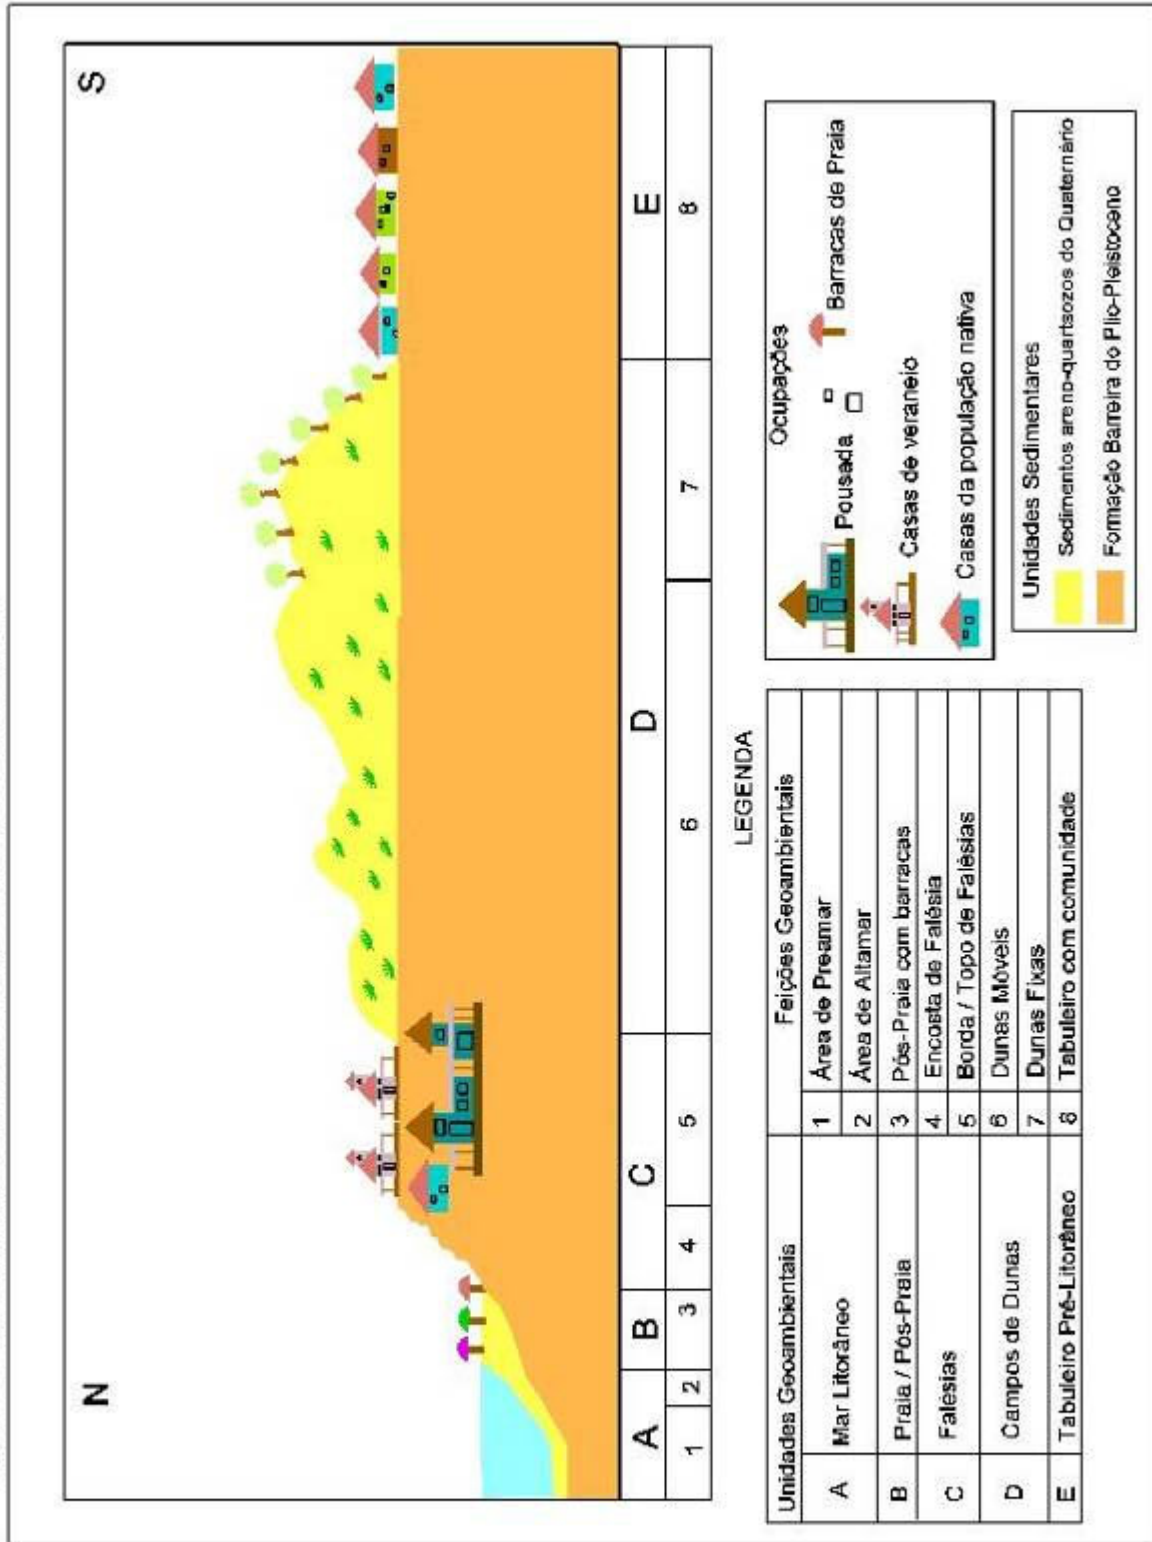 N
S
A
B
C
D
E
1
2
3
4
5
6
7
8
LEGENDA
Unidades Geoambientais
Feições Geoambientais
A
Mar Litorâneo
1
Área de Preamar
2
Área de Altamar
B
Praia / Pós-Praia
3
Pós-Praia com barracas
C
Falésias
4
Encosta de Falésia
5
Borda / Topo de Falésias
D
Campos de Dunas
6
Dunas Móveis
7
Dunas Fixas
E
Tabuleiro Pré-Litorâneo
8
Tabuleiro com comunidade
Ocupações
Pousada
Barracas de Praia
Casas de veraneio
Casas da população nativa
Unidades Sedimentares
Sedimentos areno-quartsozos do Quaternário
Formação Barreira do Plio-Pleistoceno